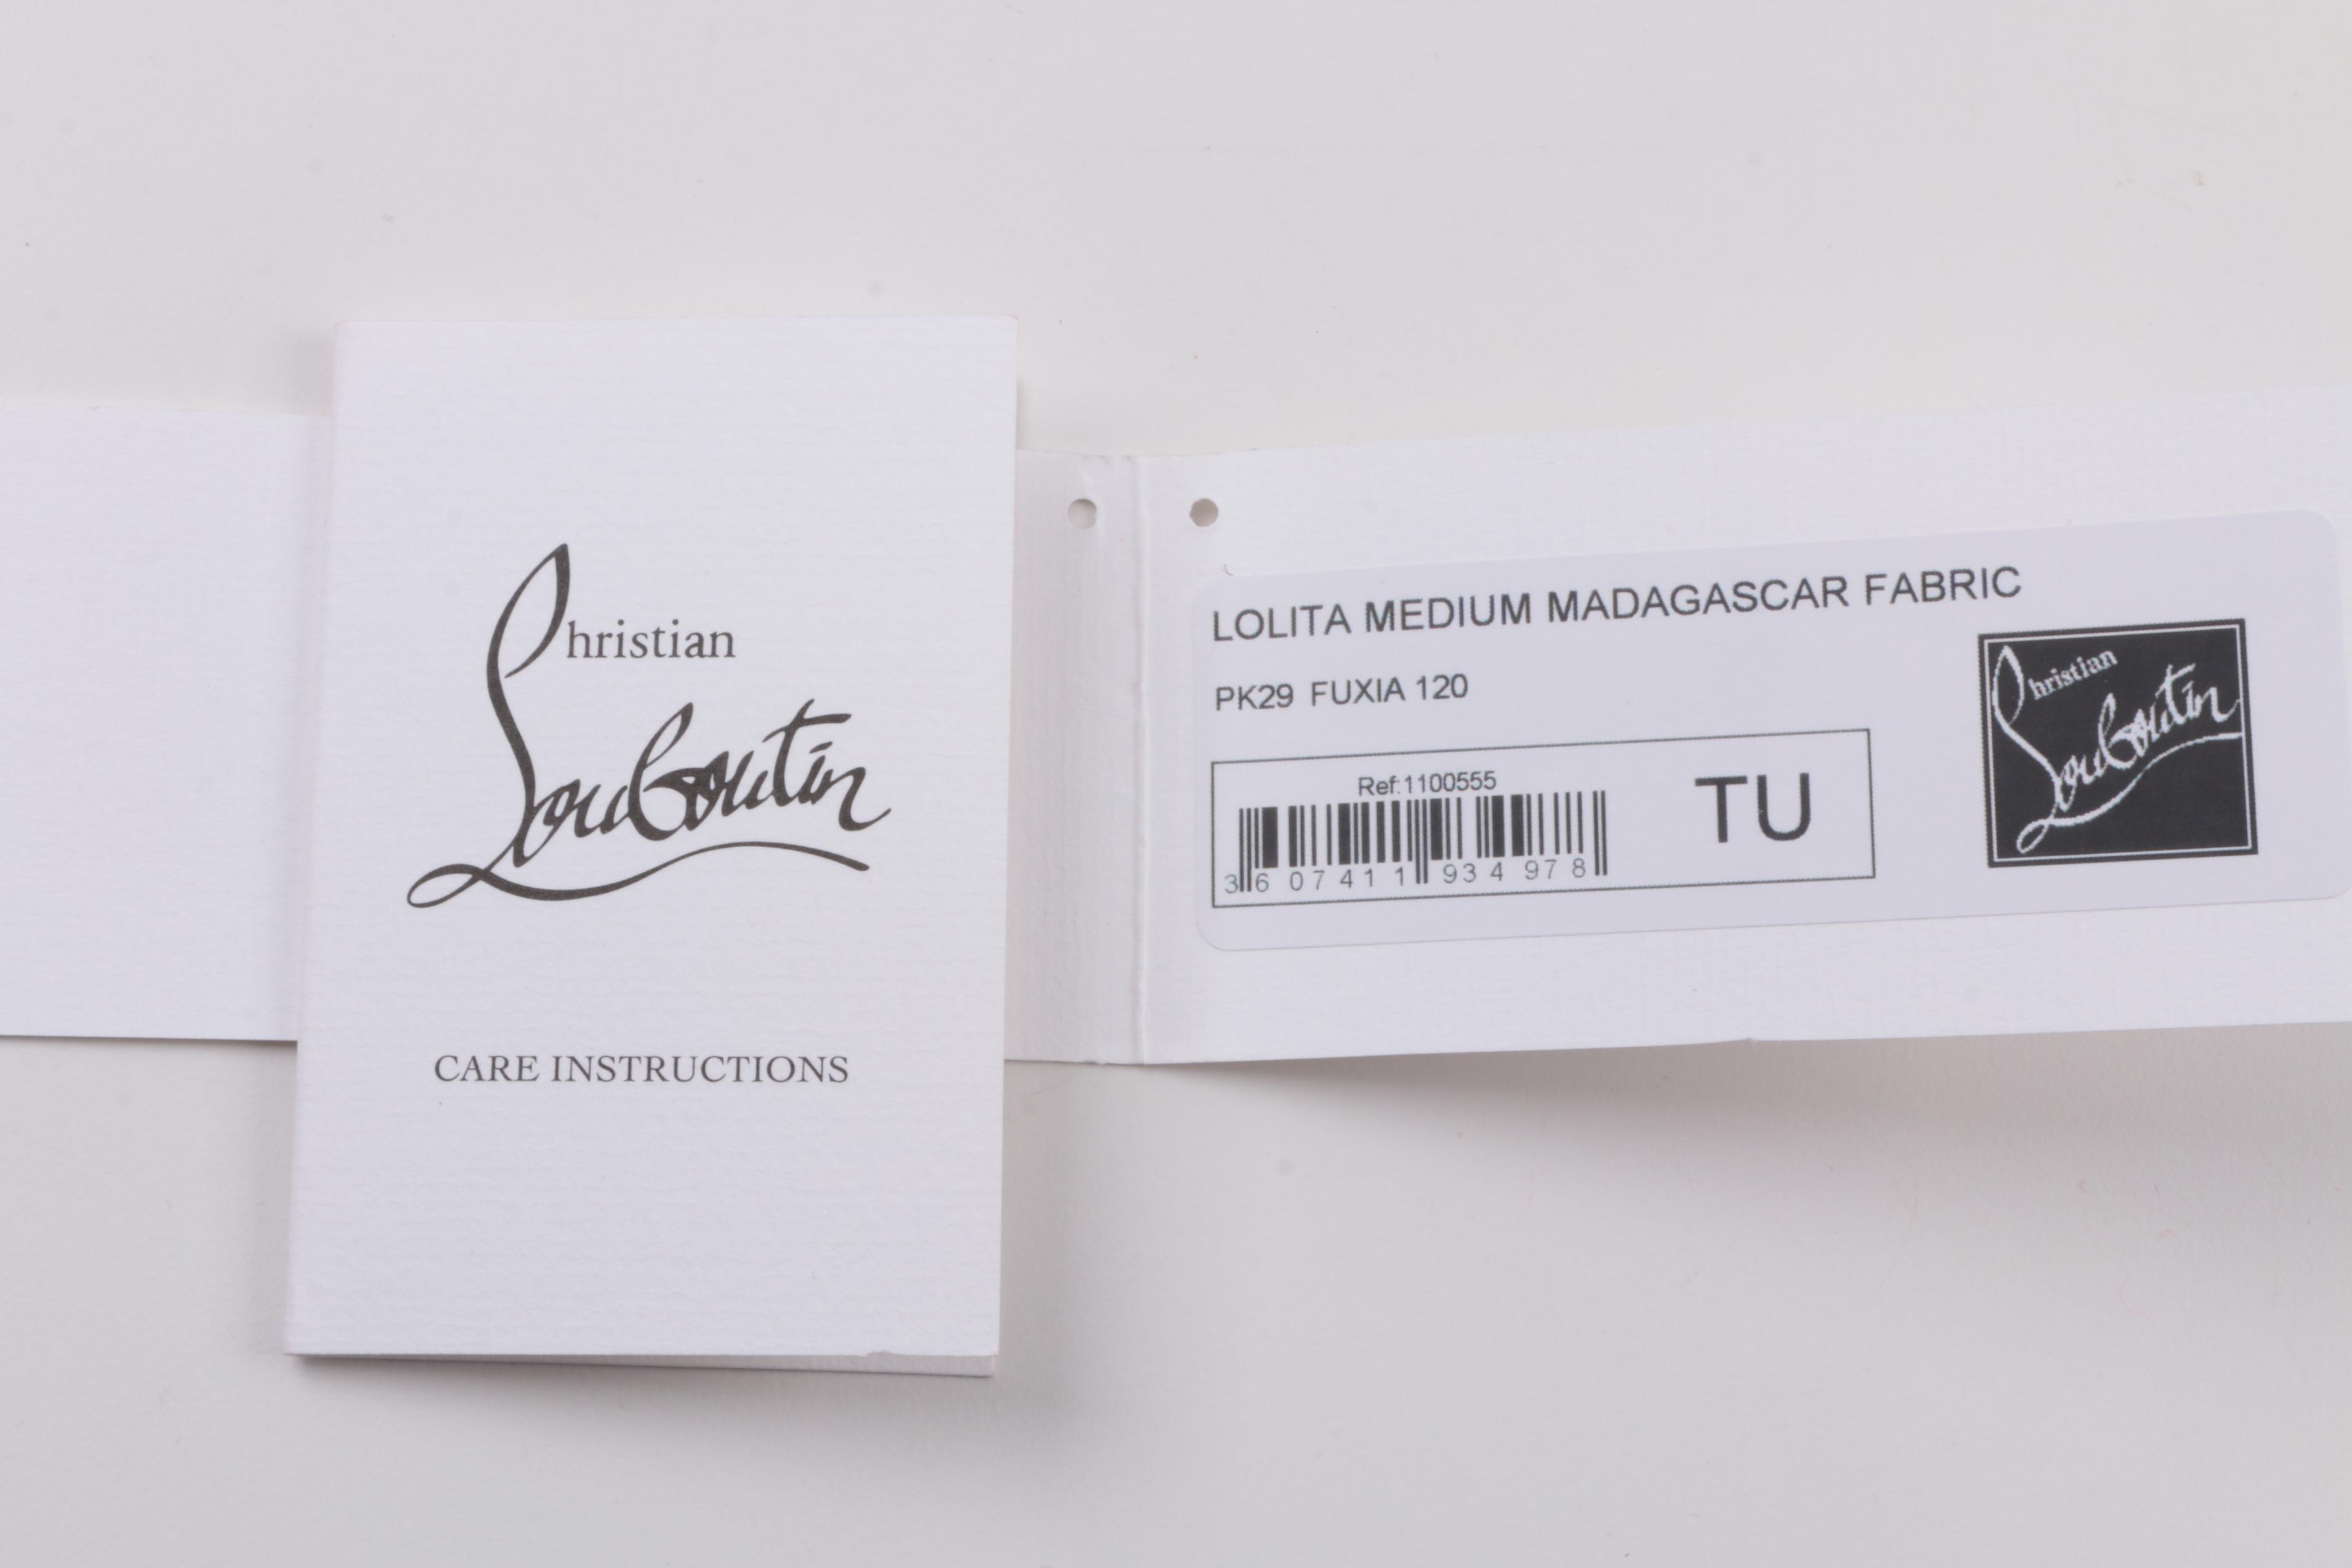 Christian
Louboutin
CARE INSTRUCTIONS
LOLITA MEDIUM MADAGASCAR FABRIC
PK29 FUXIA 120
Ref:1100555
3 607411 934978
TU
Christian
Louboutin